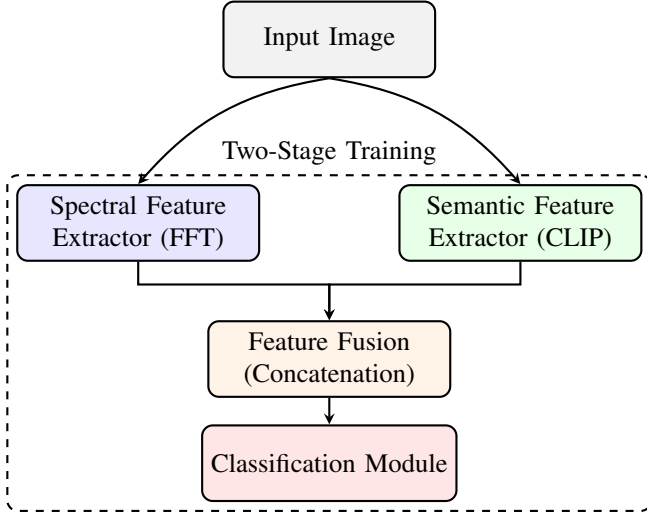 Input Image
Two-Stage Training
Spectral Feature
Extractor (FFT)
Semantic Feature
Extractor (CLIP)
Feature Fusion
(Concatenation)
Classification Module